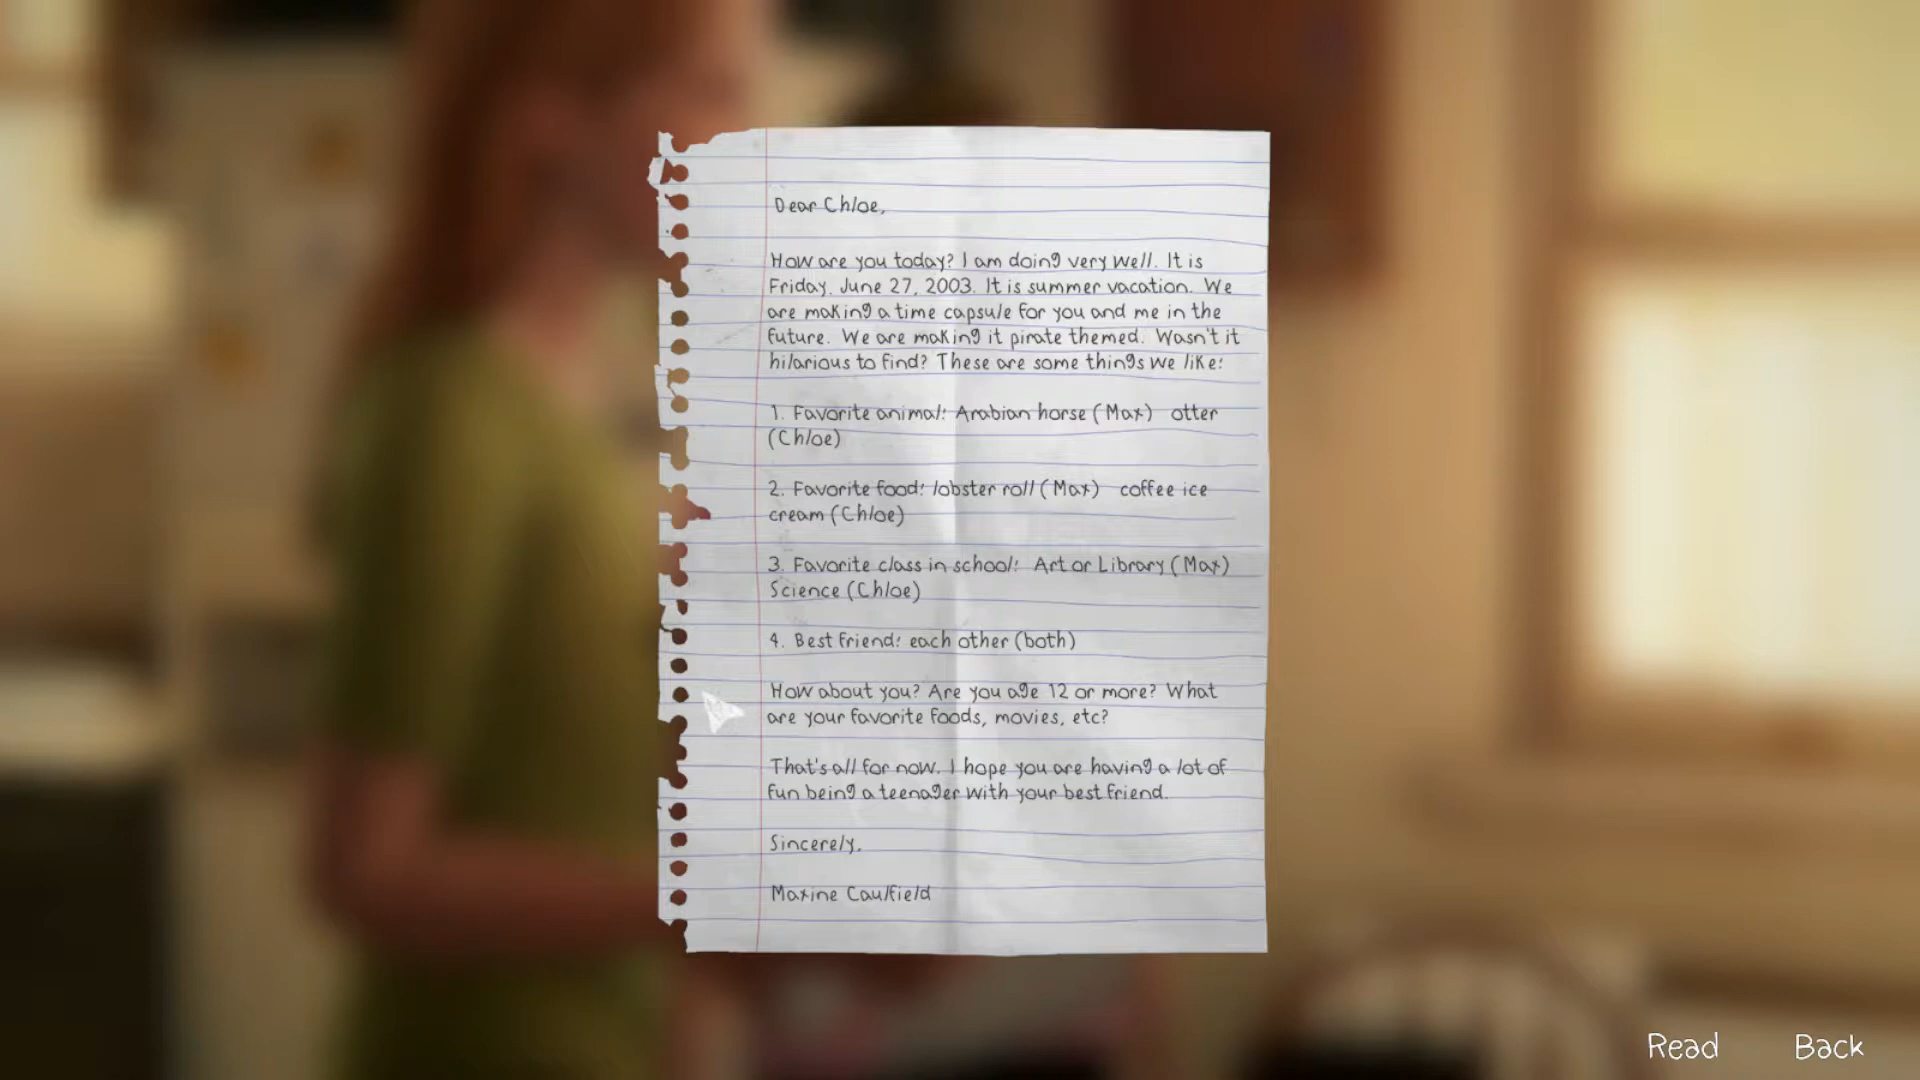 Dear Chloe,
How are you today? I am doing very well. It is
Friday, June 27, 2003. It is summer vacation. We
are making a time capsule for you and me in the
future. We are making it pirate themed. Wasn't it
hilarious to find? These are some things we like:
1. Favorite animal: Arabian horse (Max) otter
(Chloe)
2. Favorite food: lobster roll (Max) coffee ice
cream (Chloe)
3. Favorite class in school: Art or Library (Max)
Science (Chloe)
4. Best friend: each other (both)
How about you? Are you age 12 or more? What
are your favorite foods, movies, etc?
That's all for now. I hope you are having a lot of
fun being a teenager with your best friend.
Sincerely,
Maxine Caulfield
Read Back